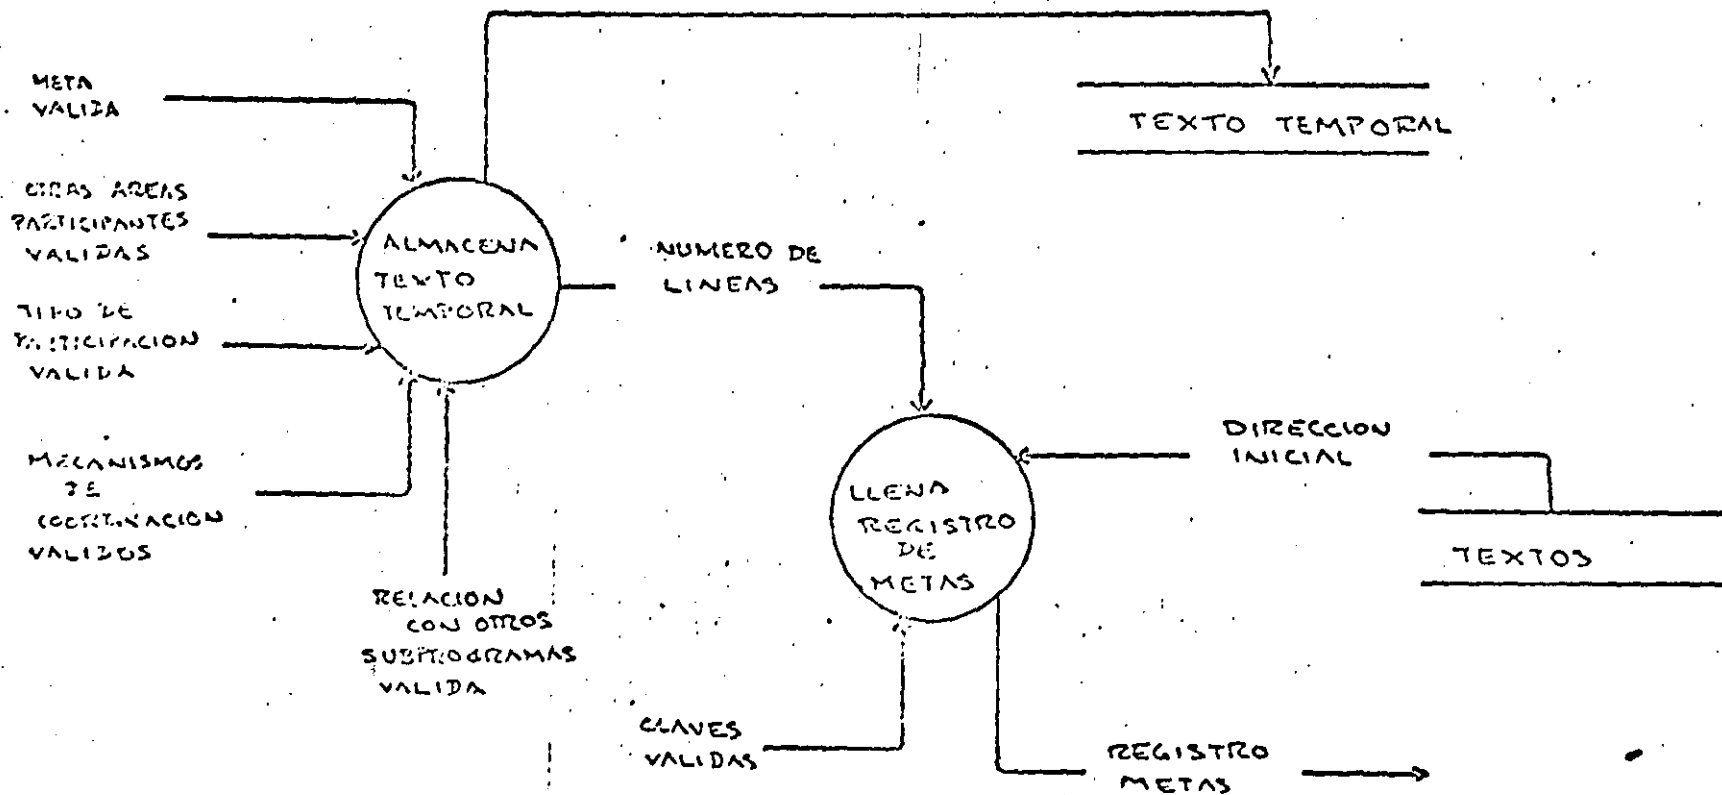 META
VALIDA
TEXTO TEMPORAL
OTRAS AREAS
PARTICIPANTES
VALIDAS
ALMACENA
TEXTO
TEMPORAL
NUMERO DE
LINEAS
TIPO DE
PARTICIPACION
VALIDA
MECANISMOS
DE
COORDINACION
VALIDOS
DIRECCION
INICIAL
LLENA
REGISTRO
DE
METAS
TEXTOS
RELACION
CON OTROS
SUBPROGRAMAS
VALIDA
CLAVES
VALIDAS
REGISTRO
METAS